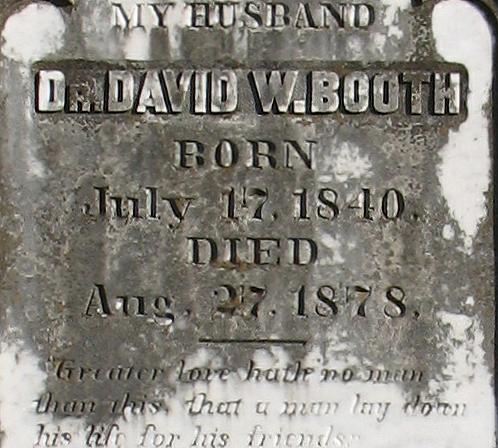 MY HUSBAND
DR. DAVID W. BOOTH
BORN
July 17, 1840.
DIED
Aug. 27. 1878.
Greater love hath no man
than this, that a man lay down
his life for his friends